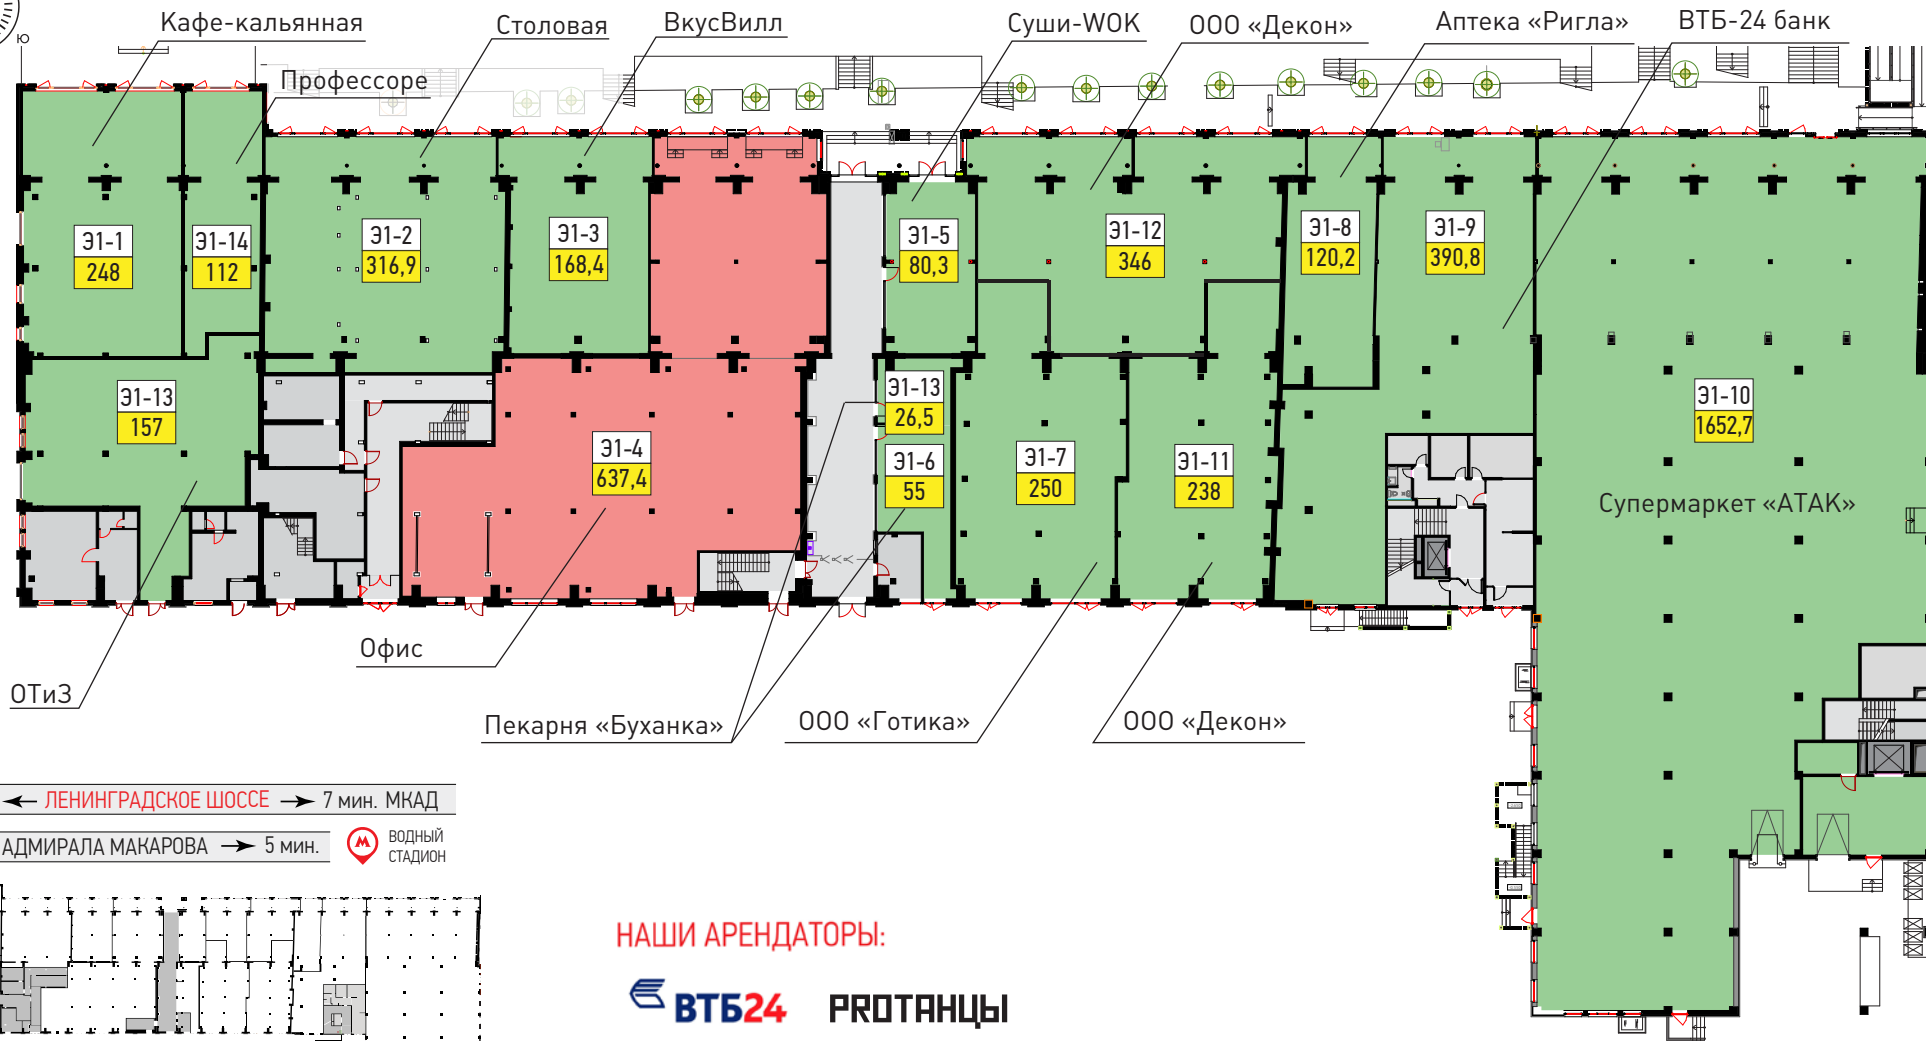 Ю
Кафе-кальянная
Профессоре
Столовая
ВкусВилл
Суши-WOK
ООО «Декон»
Аптека «Ригла»
ВТБ-24 банк
Э1-1
248
Э1-14
112
Э1-2
316,9
Э1-3
168,4
Э1-5
80,3
Э1-12
346
Э1-8
120,2
Э1-9
390,8
Э1-13
157
Э1-4
637,4
Э1-13
26,5
Э1-6
55
Э1-7
250
Э1-11
238
Э1-10
1652,7
Супермаркет «АТАК»
ОТиЗ
Офис
Пекарня «Буханка»
ООО «Готика»
ООО «Декон»
ЛЕНИНГРАДСКОЕ ШОССЕ 7 мин. МКАД
АДМИРАЛА МАКАРОВА 5 мин.
М
ВОДНЫЙ
СТАДИОН
НАШИ АРЕНДАТОРЫ:
ВТБ24
PROТАНЦЫ